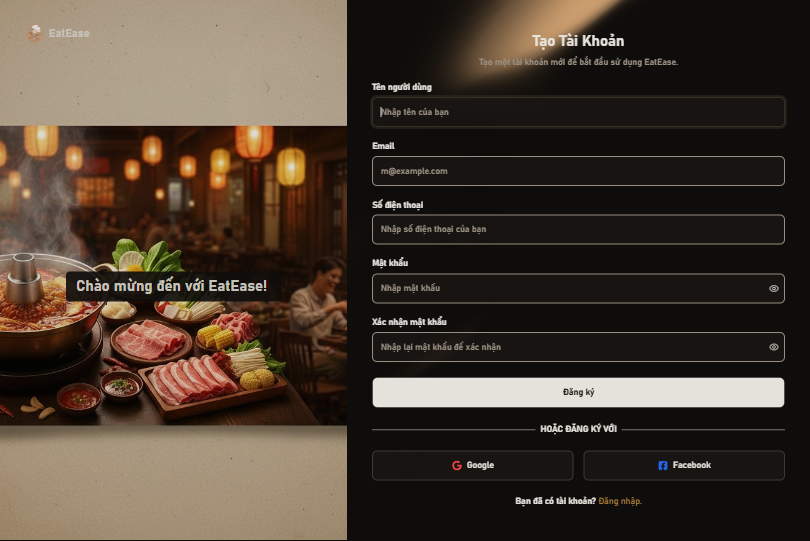 EatEase
Chào mừng đến với EatEase!
Tạo Tài Khoản
Tạo một tài khoản mới để bắt đầu sử dụng EatEase.
Tên người dùng
Nhập tên của bạn
Email
m@example.com
Số điện thoại
Nhập số điện thoại của bạn
Mật khẩu
Nhập mật khẩu
Xác nhận mật khẩu
Nhập lại mật khẩu để xác nhận
Đăng ký
HOẶC ĐĂNG KÝ VỚI
Google
Facebook
Bạn đã có tài khoản? Đăng nhập.